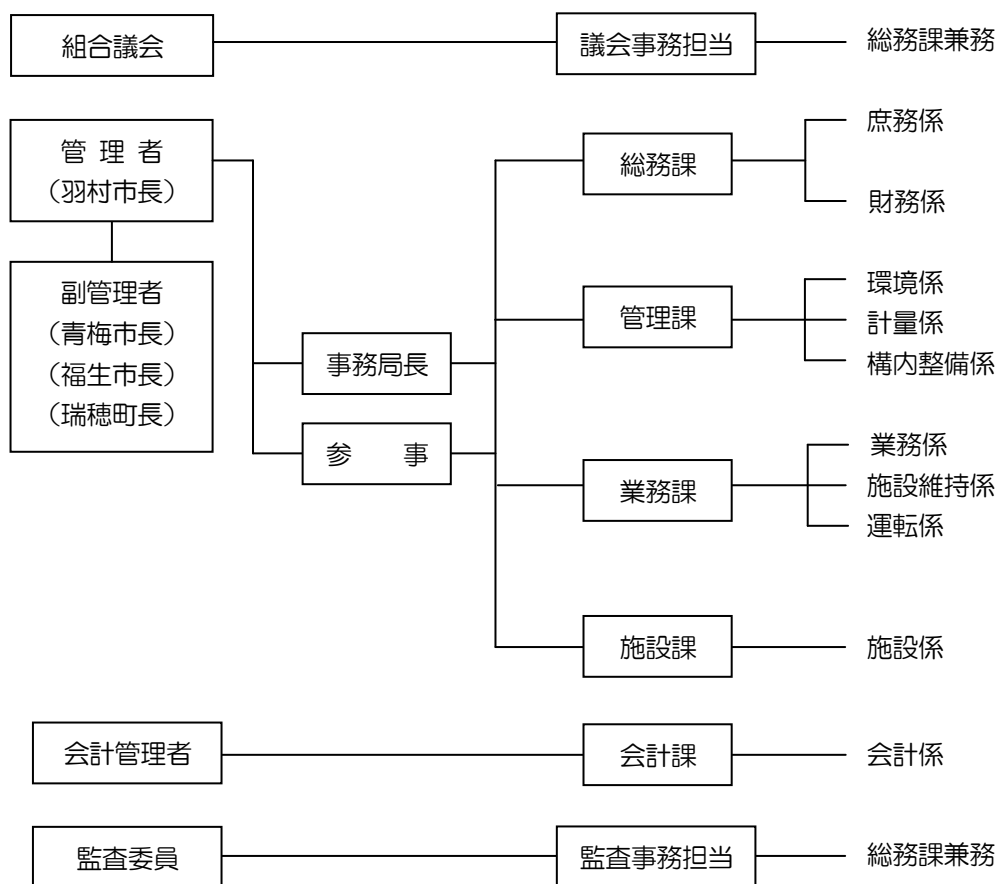 組合議会
議会事務担当
総務課兼務
管 理 者
（羽村市長）
副管理者
（青梅市長）
（福生市長）
（瑞穂町長）
事務局長
参　　事
総務課
庶務係
財務係
管理課
環境係
計量係
構内整備係
業務課
業務係
施設維持係
運転係
施設課
施設係
会計管理者
会計課
会計係
監査委員
監査事務担当
総務課兼務